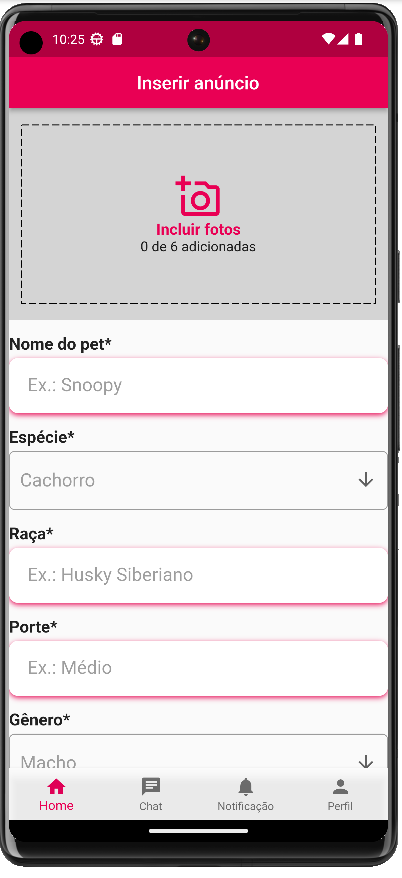 10:25
Inserir anúncio
Incluir fotos
0 de 6 adicionadas
Nome do pet*
Ex.: Snoopy
Espécie*
Cachorro
Raça*
Ex.: Husky Siberiano
Porte*
Ex.: Médio
Gênero*
Macho
Home Chat Notificação Perfil